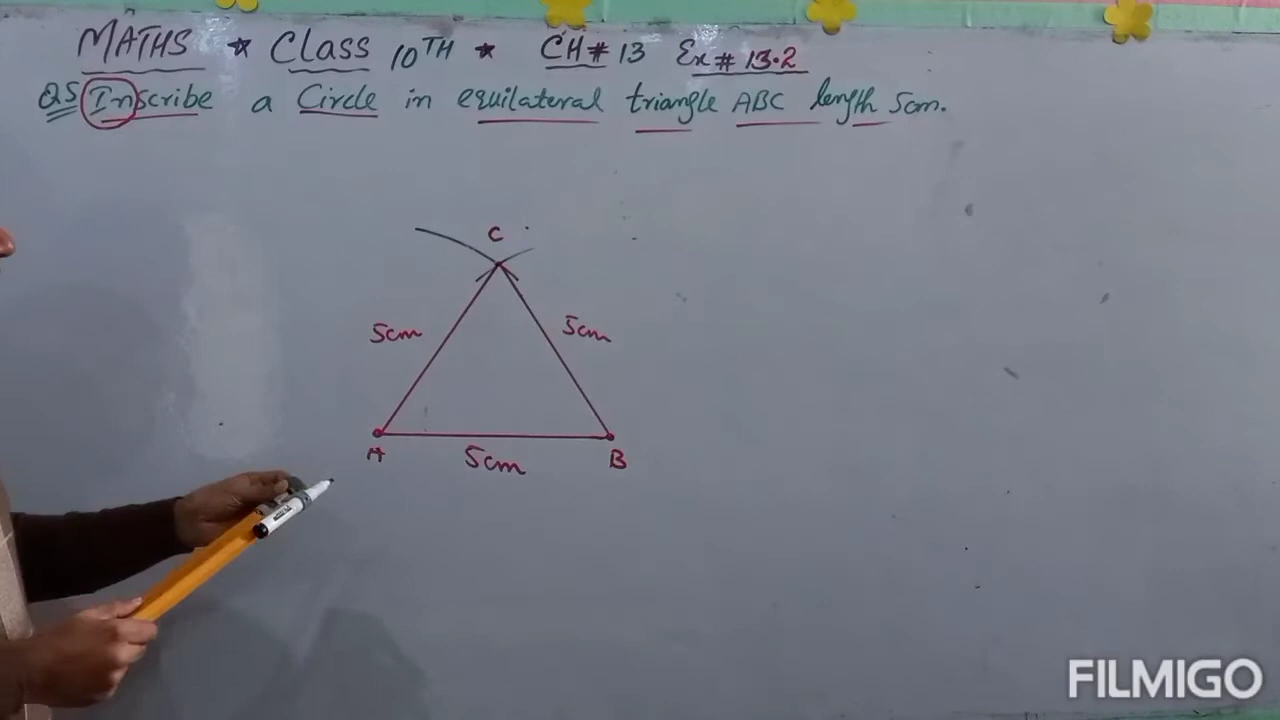 MATHS * Class 10TH * CH # 13 Ex # 13.2
Q5 Inscribe a Circle in equilateral triangle ABC length 5cm.
C
5cm 5cm
A 5cm B
FILMIGO